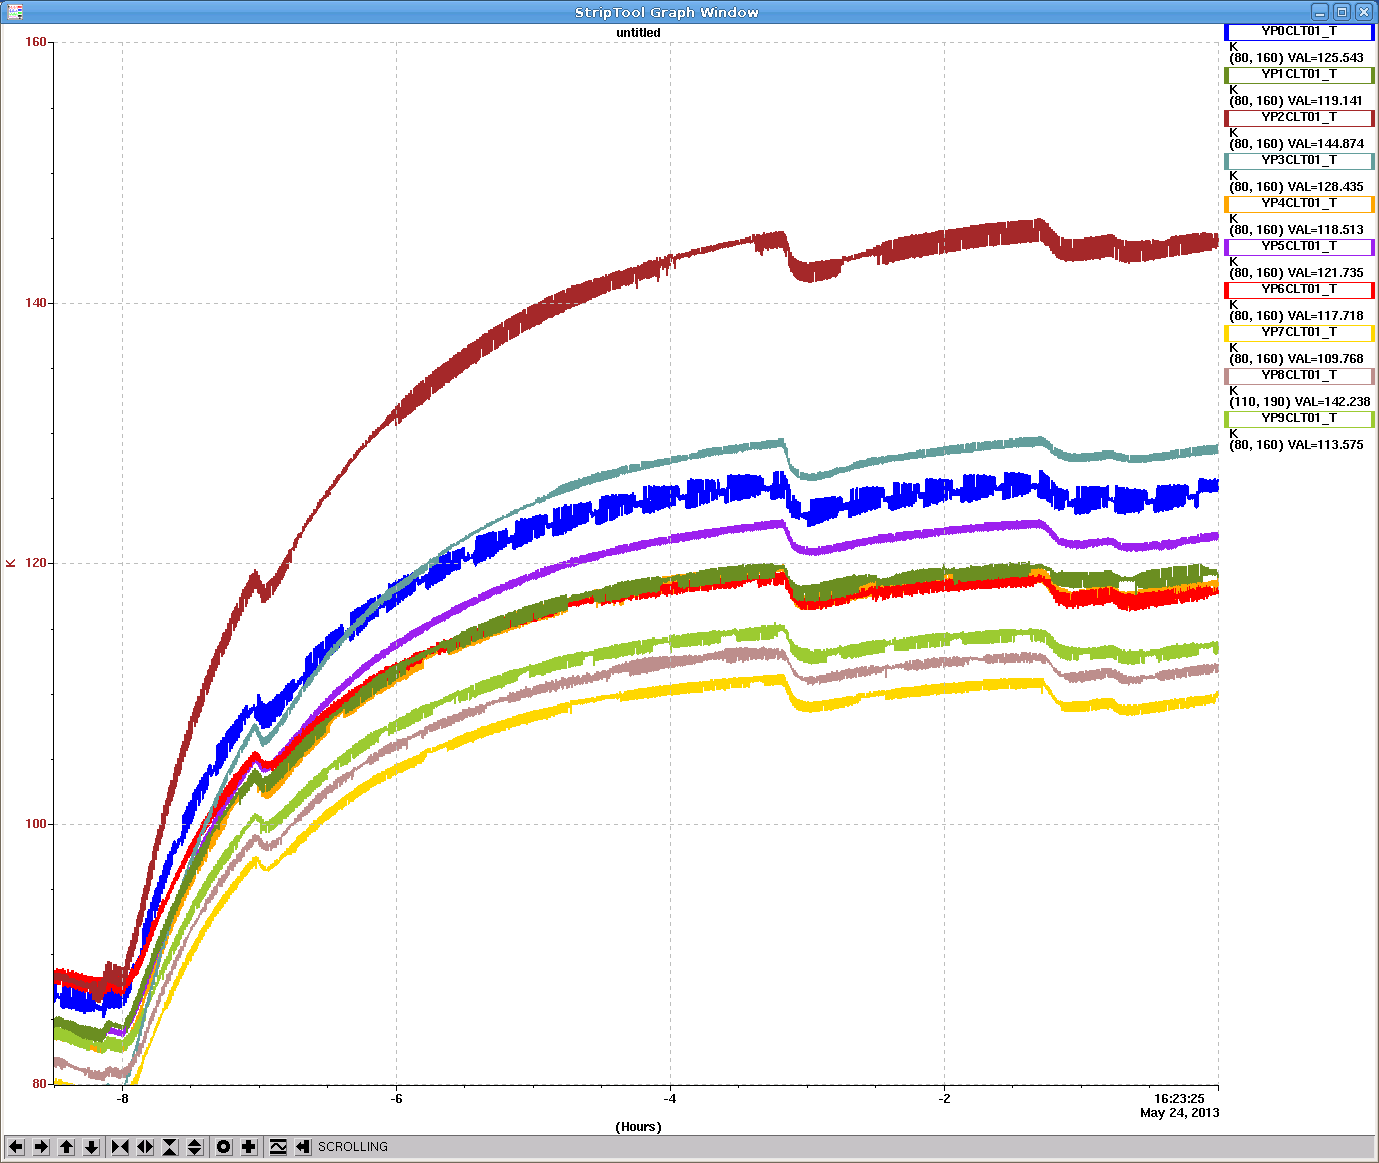 StripTool Graph Window
untitled
160
140
120
100
80
K
-8
-6
-4
-2
16:23:25
May 24, 2013
(Hours)
YP0CLT01_T
K
(80, 160) VAL=125.543
YP1CLT01_T
K
(80, 160) VAL=119.141
YP2CLT01_T
K
(80, 160) VAL=144.874
YP3CLT01_T
K
(80, 160) VAL=128.435
YP4CLT01_T
K
(80, 160) VAL=118.513
YP5CLT01_T
K
(80, 160) VAL=121.735
YP6CLT01_T
K
(80, 160) VAL=117.718
YP7CLT01_T
K
(80, 160) VAL=109.768
YP8CLT01_T
K
(110, 190) VAL=142.238
YP9CLT01_T
K
(80, 160) VAL=113.575
SCROLLING